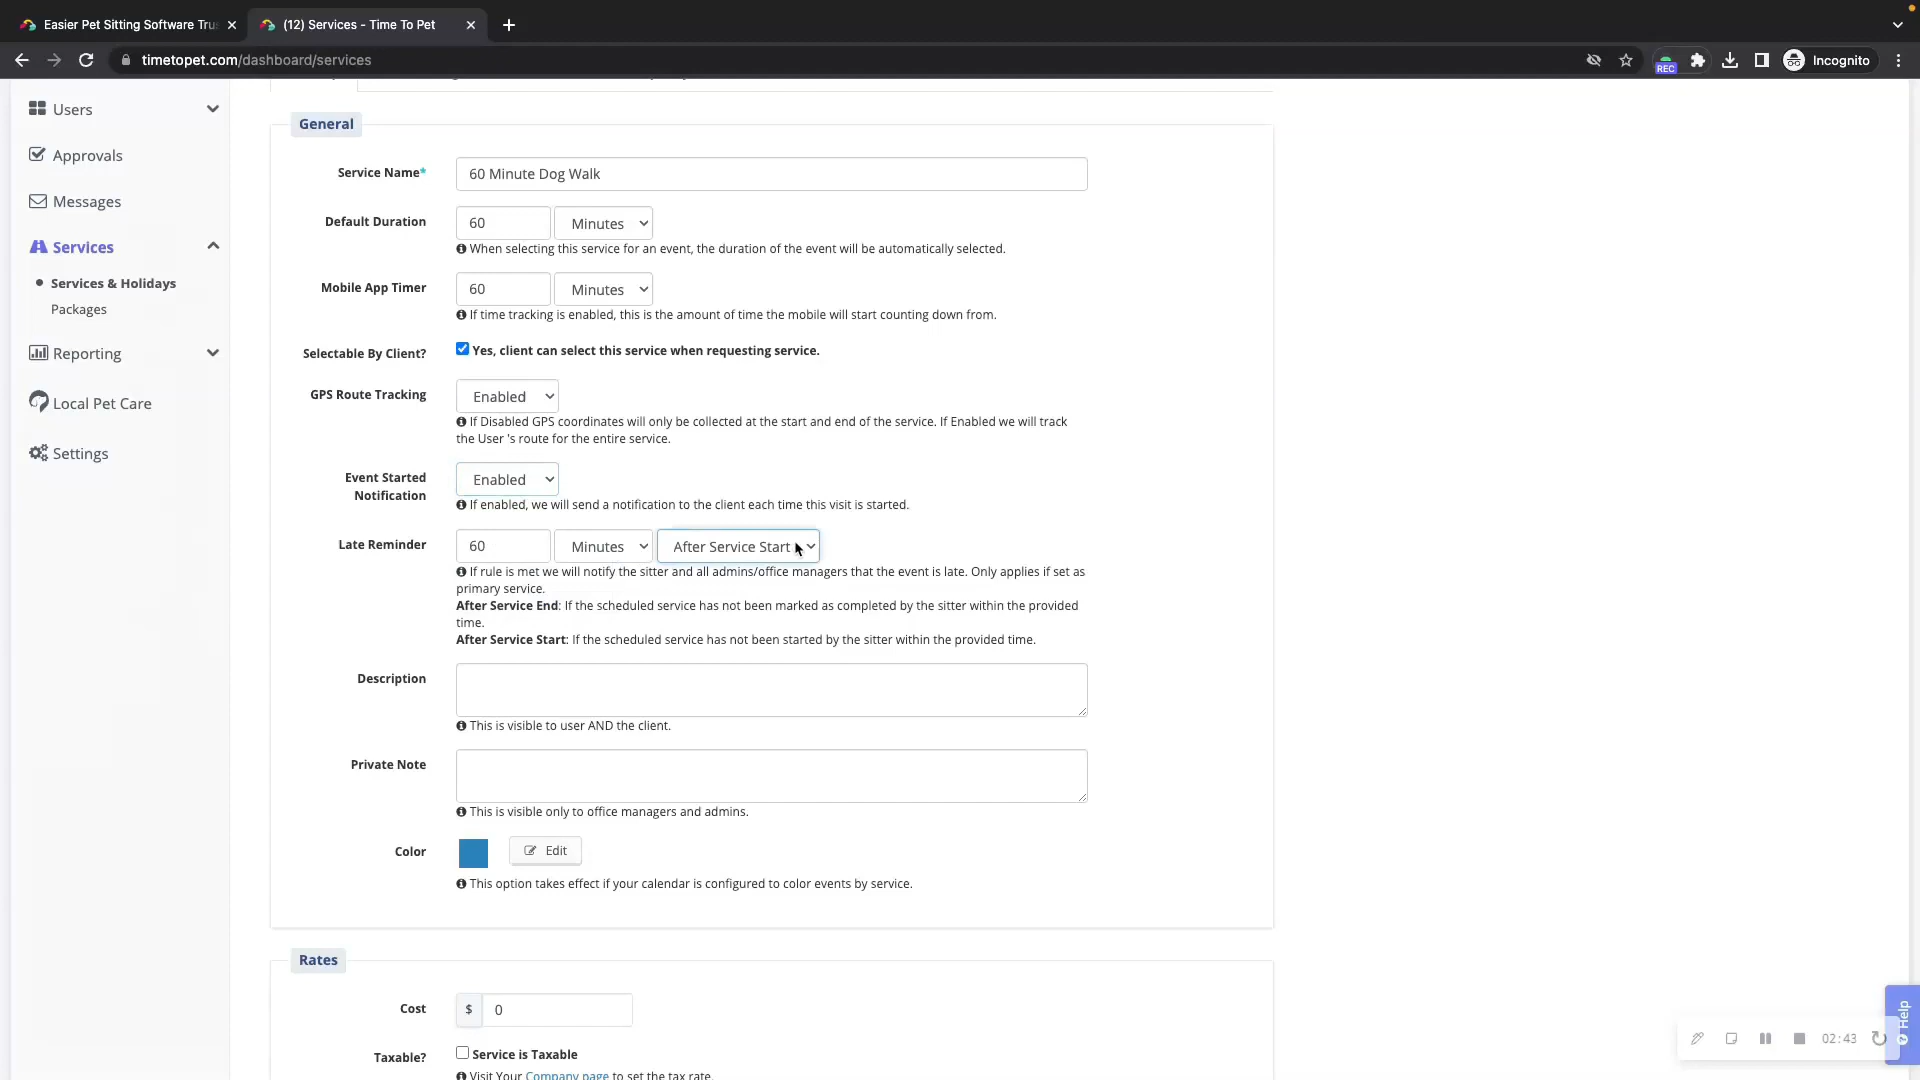 Easier Pet Sitting Software Tru
(12) Services - Time To Pet
timetopet.com/dashboard/services
REC
Incognito
Users
Approvals
Messages
Services
Services & Holidays
Packages
Reporting
Local Pet Care
Settings
General
Service Name*
60 Minute Dog Walk
Default Duration
60
Minutes
When selecting this service for an event, the duration of the event will be automatically selected.
Mobile App Timer
60
Minutes
If time tracking is enabled, this is the amount of time the mobile will start counting down from.
Selectable By Client?
Yes, client can select this service when requesting service.
GPS Route Tracking
Enabled
If Disabled GPS coordinates will only be collected at the start and end of the service. If Enabled we will track
the User 's route for the entire service.
Event Started
Notification
Enabled
If enabled, we will send a notification to the client each time this visit is started.
Late Reminder
60
Minutes
After Service Start
If rule is met we will notify the sitter and all admins/office managers that the event is late. Only applies if set as
primary service.
After Service End: If the scheduled service has not been marked as completed by the sitter within the provided
time.
After Service Start: If the scheduled service has not been started by the sitter within the provided time.
Description
This is visible to user AND the client.
Private Note
This is visible only to office managers and admins.
Color
Edit
This option takes effect if your calendar is configured to color events by service.
Rates
Cost
$
0
Taxable?
Service is Taxable
Visit Your Company page to set the tax rate.
02:43
Help